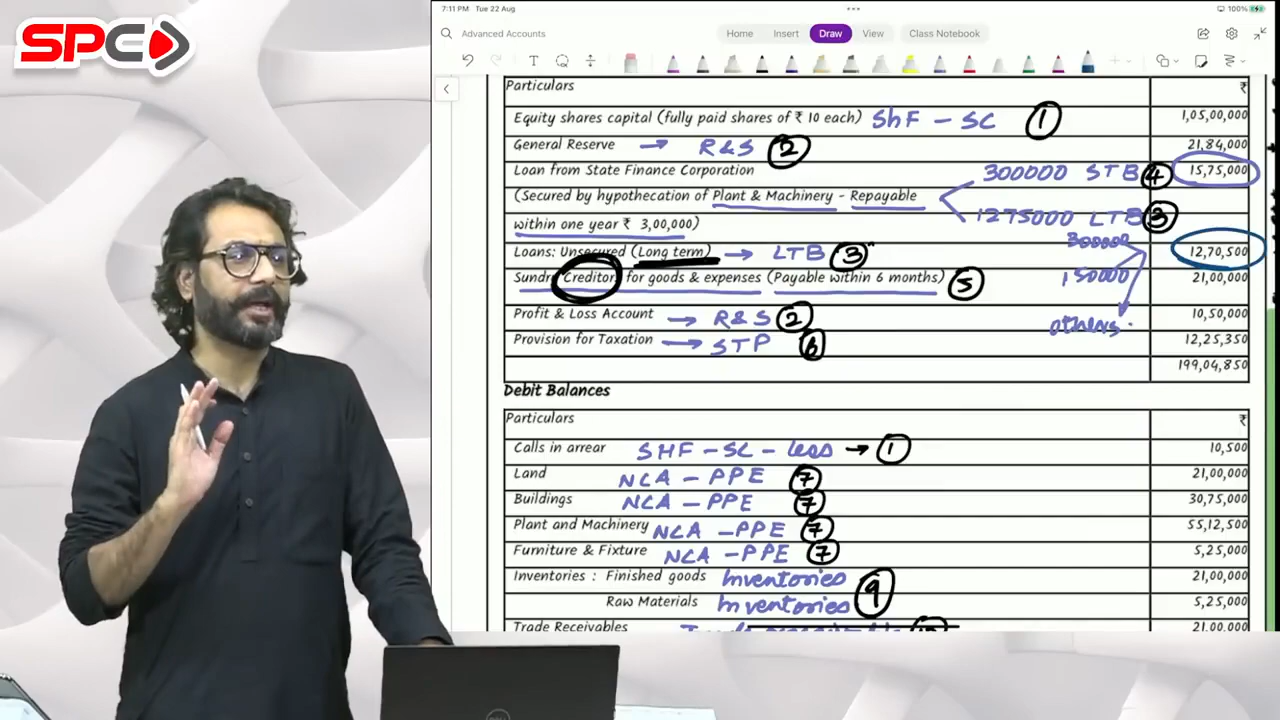 SPC
7:11 PM Tue 22 Aug
100%
Advanced Accounts
Home Insert Draw View Class Notebook
Particulars ₹
Equity shares capital (fully paid shares of ₹ 10 each) ShF - SC 1 1,05,00,000
General Reserve → R&S 2 21,84,000
Loan from State Finance Corporation 300000 STB 4 15,75,000
(Secured by hypothecation of Plant & Machinery - Repayable
within one year ₹ 3,00,000) 1275000 LTB 3
300000
Loans: Unsecured (Long term) → LTB 3 12,70,500
Sundry Creditor for goods & expenses (Payable within 6 months) 5 150000 21,00,000
Profit & Loss Account → R&S 2 others. 10,50,000
Provision for Taxation → STP 6 12,25,350
199,04,850
Debit Balances
Particulars ₹
Calls in arrear SHF - SC - less → 1 10,500
Land NCA - PPE 7 21,00,000
Buildings NCA - PPE 7 30,75,000
Plant and Machinery NCA - PPE 7 55,12,500
Furniture & Fixture NCA - PPE 7 5,25,000
Inventories : Finished goods Inventories 9 21,00,000
Raw Materials Inventories 5,25,000
Trade Receivables 21,00,000
DELL